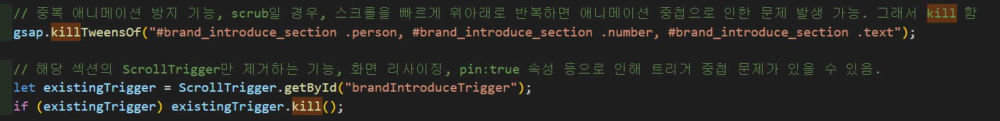 // 중복 애니메이션 방지 기능, scrub일 경우, 스크롤을 빠르게 위아래로 반복하면 애니메이션 중첩으로 인한 문제 발생 가능. 그래서 kill 함
gsap.killTweensOf("#brand_introduce_section .person, #brand_introduce_section .number, #brand_introduce_section .text");
// 해당 섹션의 ScrollTrigger만 제거하는 기능, 화면 리사이징, pin:true 속성 등으로 인해 트리거 중첩 문제가 있을 수 있음.
let existingTrigger = ScrollTrigger.getById("brandIntroduceTrigger");
if (existingTrigger) existingTrigger.kill();